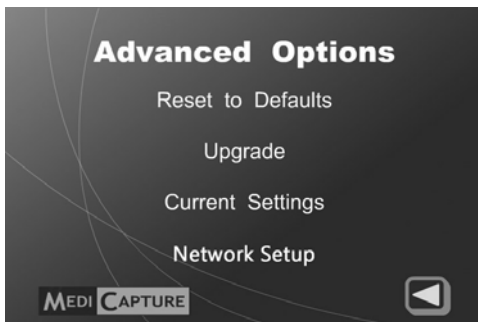 Advanced Options
Reset to Defaults
Upgrade
Current Settings
Network Setup
MEDI CAPTURE